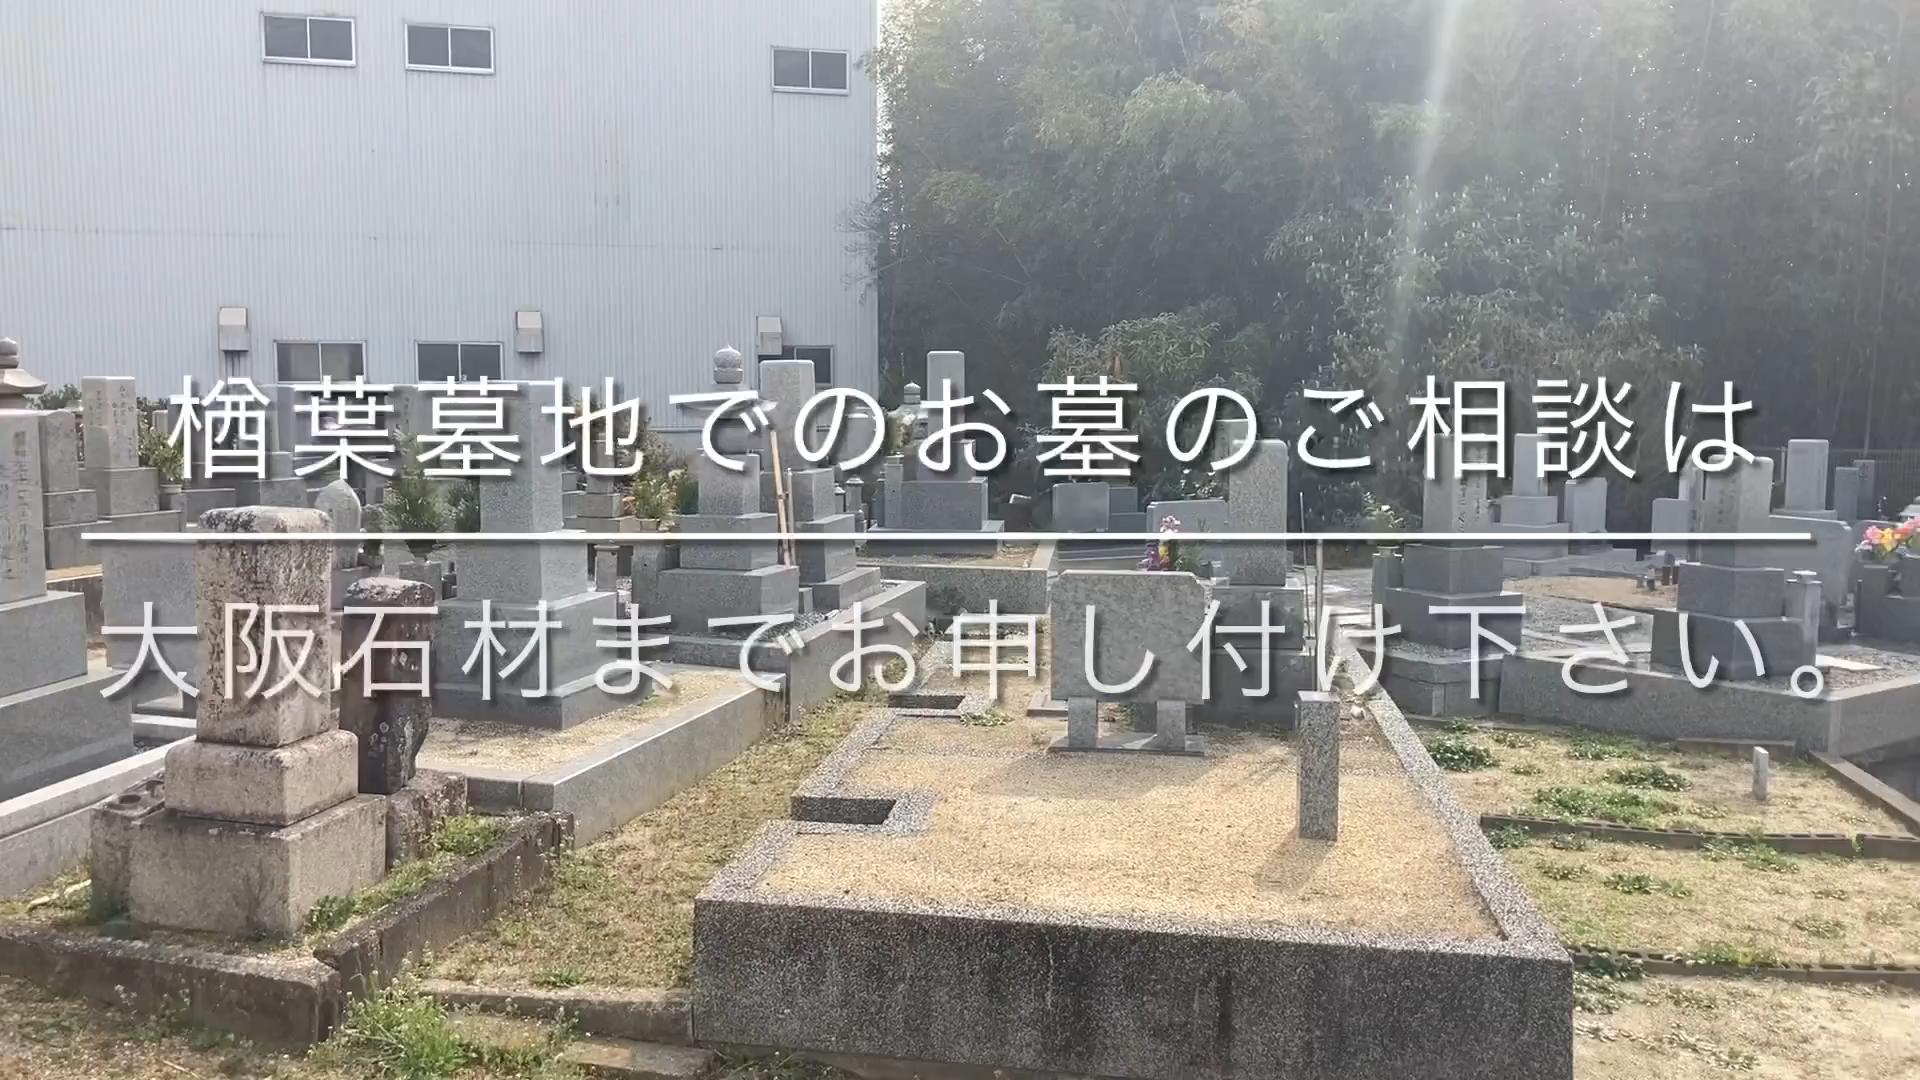 楢葉墓地でのお墓のご相談は
大阪石材までお申し付け下さい。